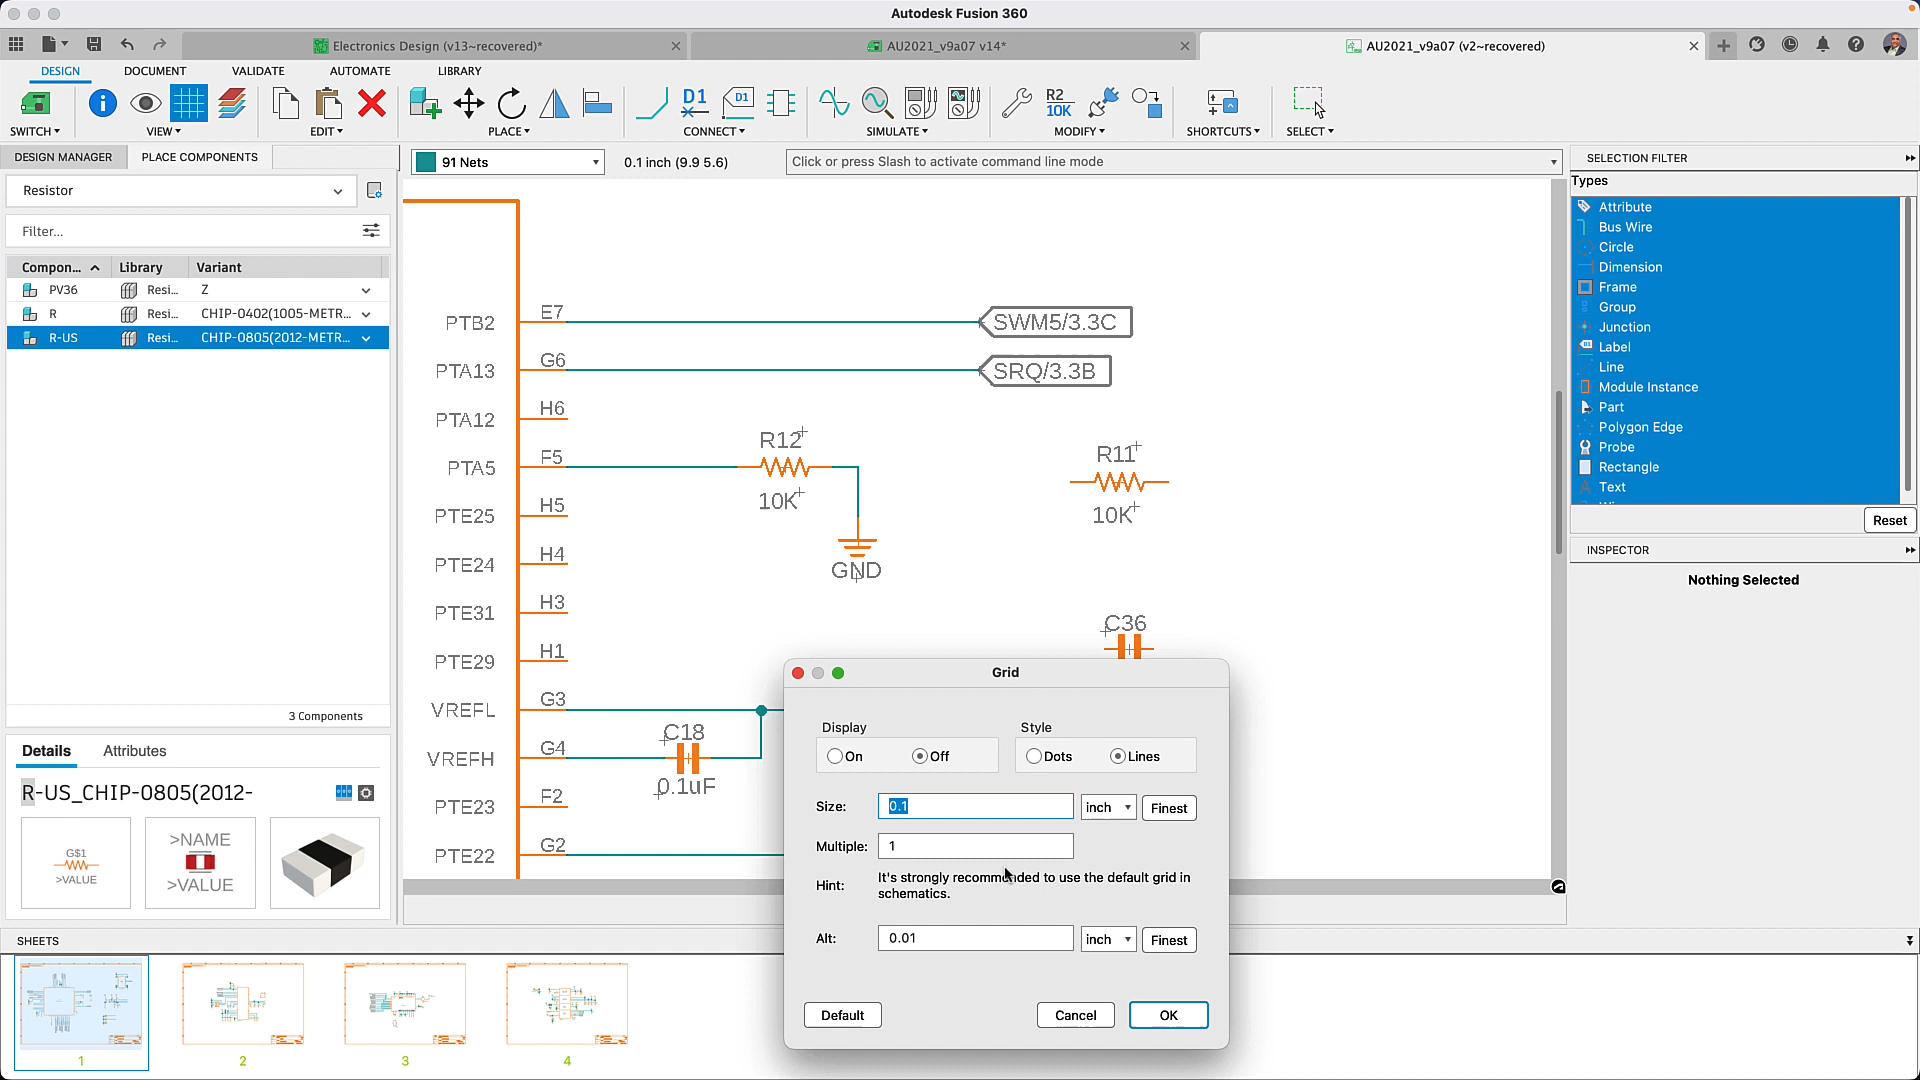 Autodesk Fusion 360
Electronics Design (v13~recovered)*
AU2021_v9a07 v14*
AU2021_v9a07 (v2~recovered)
DESIGN
DOCUMENT
VALIDATE
AUTOMATE
LIBRARY
D1
D1
R2
10K
SWITCH
VIEW
EDIT
PLACE
CONNECT
SIMULATE
MODIFY
SHORTCUTS
SELECT
DESIGN MANAGER
PLACE COMPONENTS
91 Nets
0.1 inch (9.9 5.6)
Click or press Slash to activate command line mode
SELECTION FILTER
Types
Resistor
Filter...
Compon... Library Variant
PV36 Resi... Z
R Resi... CHIP-0402(1005-METR...
R-US Resi... CHIP-0805(2012-METR...
3 Components
Details
Attributes
R-US_CHIP-0805(2012-
G$1
>VALUE
>NAME
>VALUE
PTB2 E7
PTA13 G6
PTA12 H6
PTA5 F5
PTE25 H5
PTE24 H4
PTE31 H3
PTE29 H1
VREFL G3
VREFH G4
PTE23 F2
PTE22 G2
SWM5/3.3C
SRQ/3.3B
R12
10K
GND
R11
10K
C36
C18
0.1uF
Attribute
Bus Wire
Circle
Dimension
Frame
Group
Junction
Label
Line
Module Instance
Part
Polygon Edge
Probe
Rectangle
Text
Reset
INSPECTOR
Nothing Selected
Grid
Display
On
Off
Style
Dots
Lines
Size: 0.1 inch Finest
Multiple: 1
Hint: It's strongly recommended to use the default grid in
schematics.
Alt: 0.01 inch Finest
Default
Cancel
OK
SHEETS
1
2
3
4